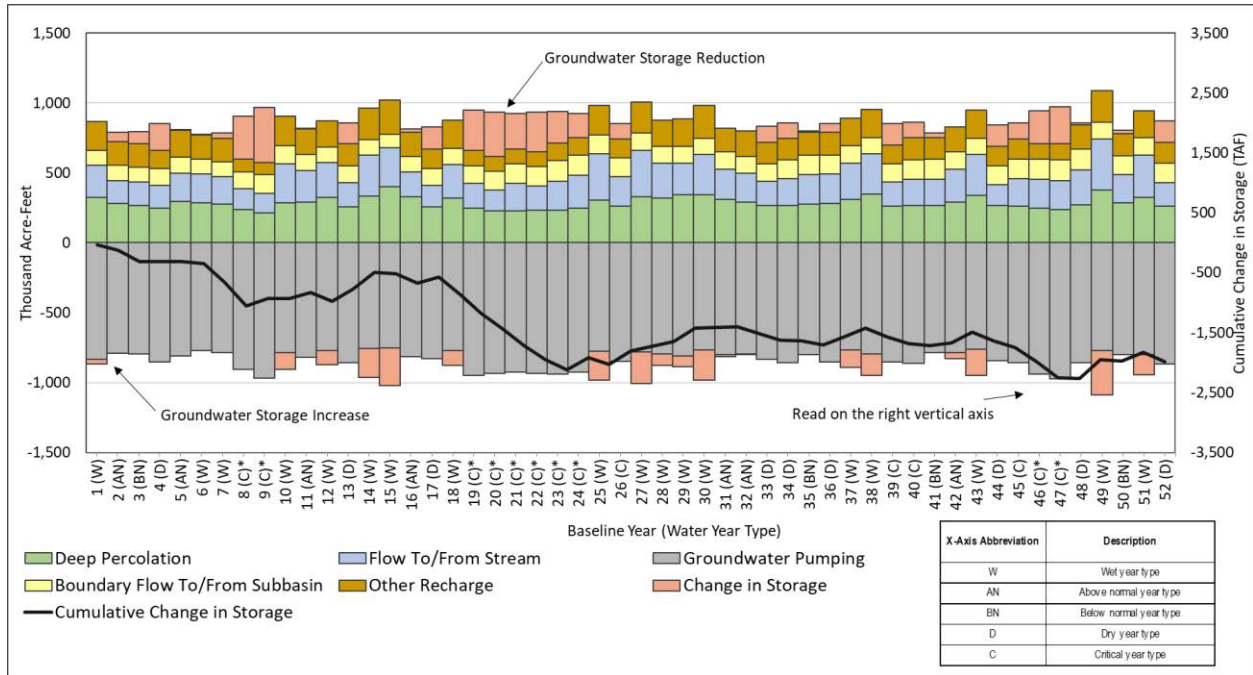 1,500
1,000
500
0
-500
-1,000
-1,500
Thousand Acre-Feet
3,500
2,500
1,500
500
-500
-1,500
-2,500
-3,500
Cumulative Change in Storage (TAF)
Groundwater Storage Reduction
Groundwater Storage Increase
Read on the right vertical axis
1 (W)
2 (AN)
3 (BN)
4 (D)
5 (AN)
6 (W)
7 (W)
8 (C)*
9 (C)*
10 (W)
11 (AN)
12 (W)
13 (D)
14 (W)
15 (W)
16 (AN)
17 (D)
18 (W)
19 (C)*
20 (C)*
21 (C)*
22 (C)*
23 (C)*
24 (C)*
25 (W)
26 (C)
27 (W)
28 (W)
29 (W)
30 (W)
31 (AN)
32 (AN)
33 (D)
34 (D)
35 (BN)
36 (D)
37 (W)
38 (W)
39 (C)
40 (C)
41 (BN)
42 (AN)
43 (W)
44 (D)
45 (C)
46 (C)*
47 (C)*
48 (D)
49 (W)
50 (BN)
51 (W)
52 (D)
Baseline Year (Water Year Type)
Deep Percolation
Flow To/From Stream
Groundwater Pumping
Boundary Flow To/From Subbasin
Other Recharge
Change in Storage
Cumulative Change in Storage
X-Axis Abbreviation Description
W Wet year type
AN Above normal year type
BN Below normal year type
D Dry year type
C Critical year type